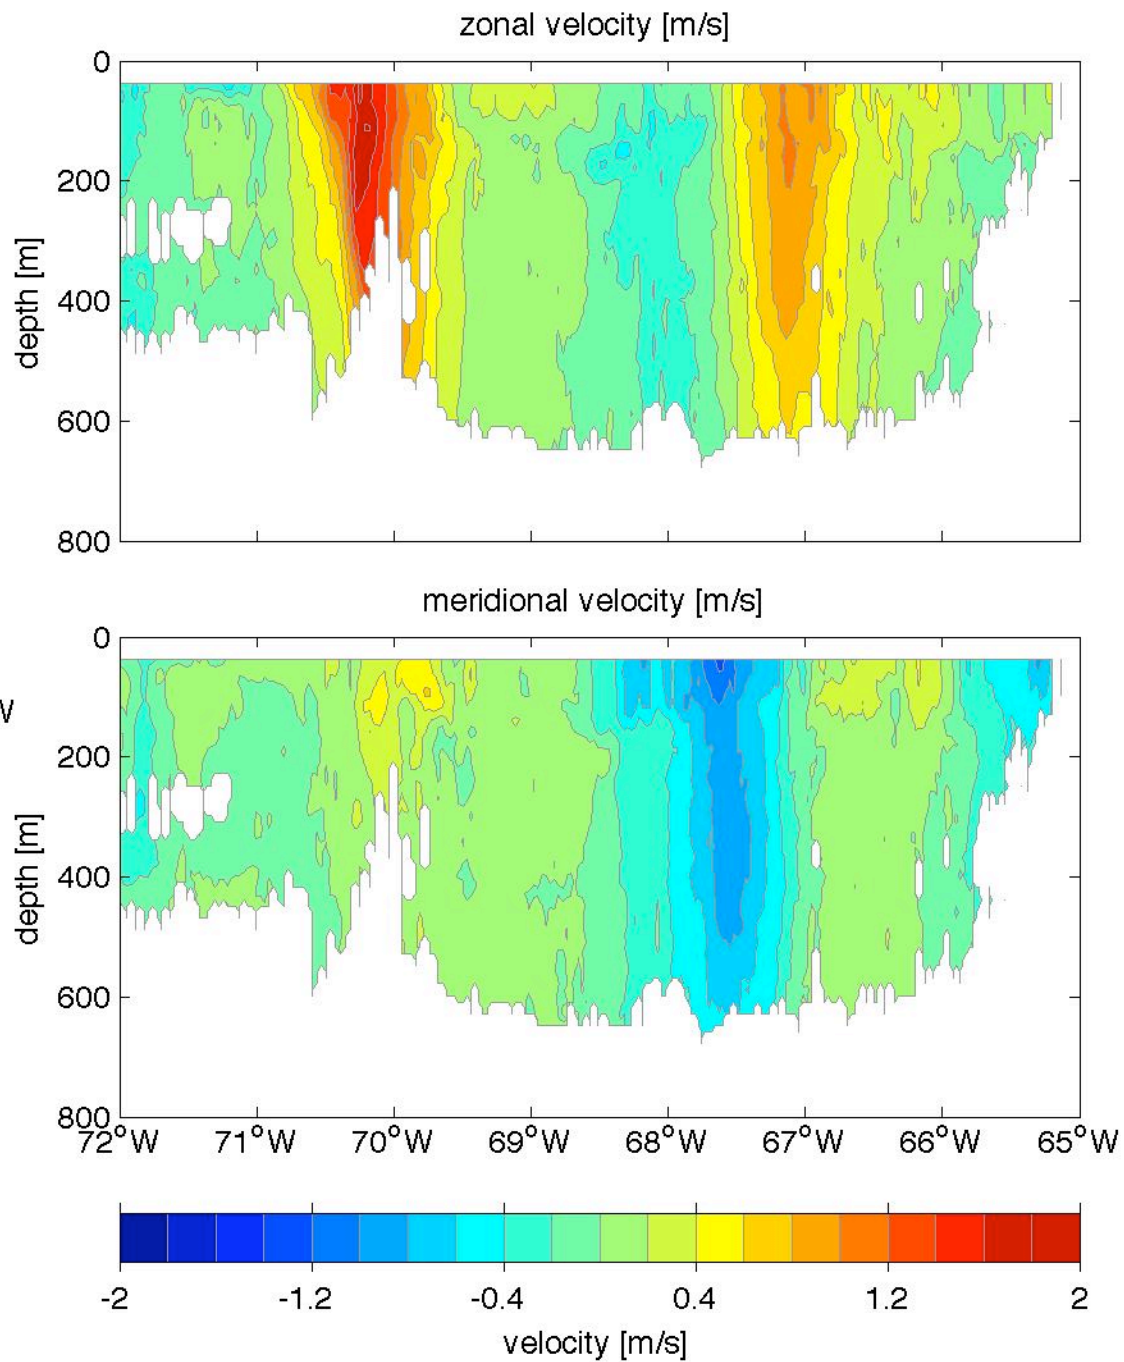 zonal velocity [m/s]
0
200
400
600
800
depth [m]
meridional velocity [m/s]
W
0
200
400
600
800
depth [m]
72°W 71°W 70°W 69°W 68°W 67°W 66°W 65°W
-2 -1.2 -0.4 0.4 1.2 2
velocity [m/s]